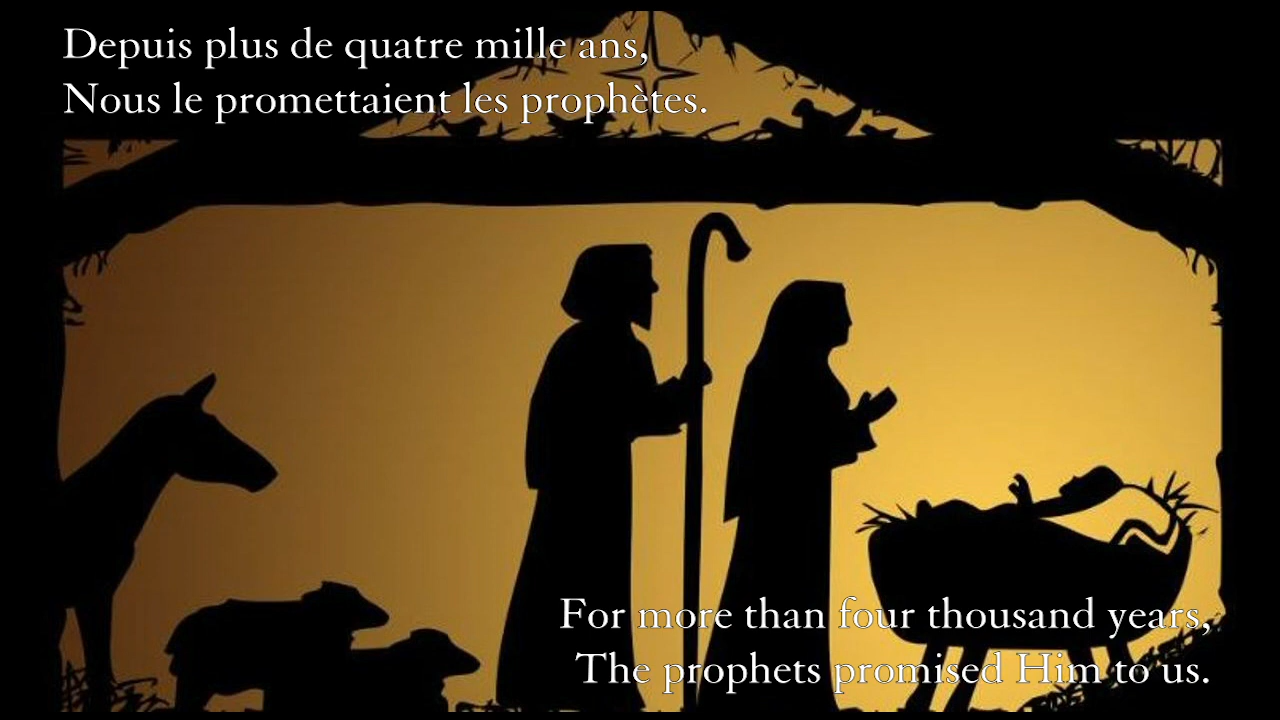 Depuis plus de quatre mille ans,
Nous le promettaient les prophètes.
For more than four thousand years,
The prophets promised Him to us.